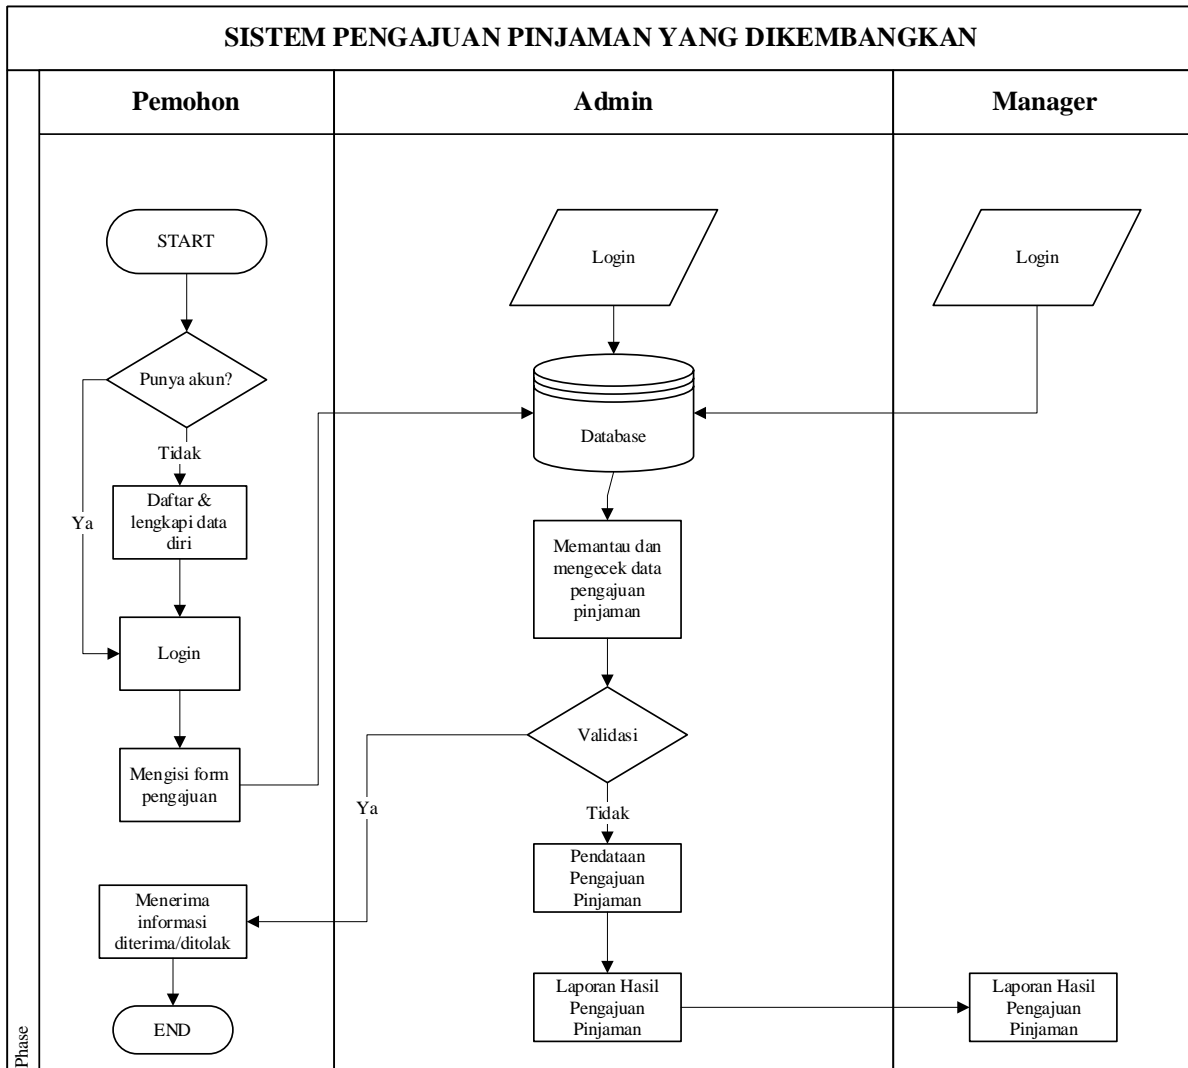 SISTEM PENGAJUAN PINJAMAN YANG DIKEMBANGKAN
Pemohon
Admin
Manager
START
Punya akun?
Tidak
Ya
Daftar &
lengkapi data
diri
Login
Mengisi form
pengajuan
Menerima
informasi
diterima/ditolak
END
Login
Database
Memantau dan
mengecek data
pengajuan
pinjaman
Validasi
Ya
Tidak
Pendataan
Pengajuan
Pinjaman
Laporan Hasil
Pengajuan
Pinjaman
Login
Laporan Hasil
Pengajuan
Pinjaman
Phase